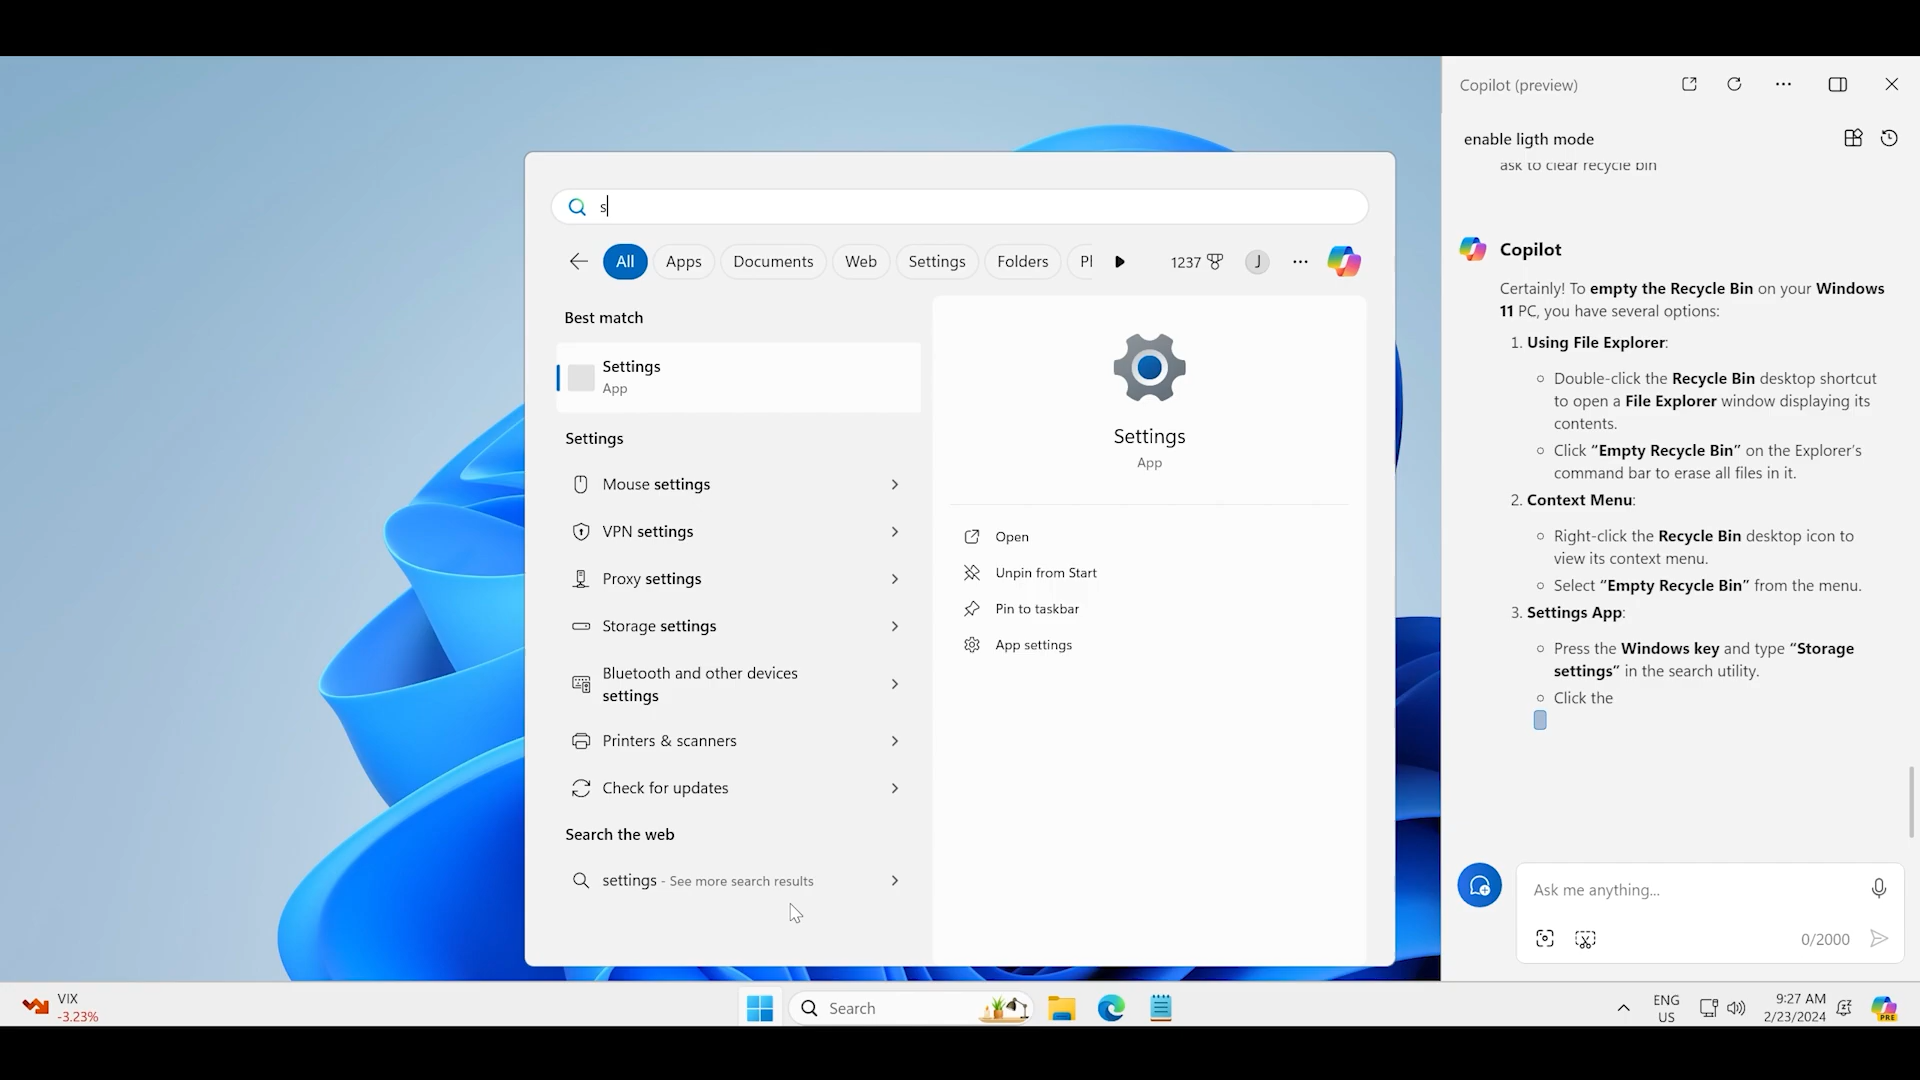 Copilot (preview)
enable ligth mode
ask to clear recycle bin
s
All
Apps
Documents
Web
Settings
Folders
Pl
1237
J
Best match
Settings
App
Settings
Mouse settings
VPN settings
Proxy settings
Storage settings
Bluetooth and other devices
settings
Printers & scanners
Check for updates
Search the web
settings - See more search results
Settings
App
Open
Unpin from Start
Pin to taskbar
App settings
Copilot
Certainly! To empty the Recycle Bin on your Windows
11 PC, you have several options:
1. Using File Explorer:
Double-click the Recycle Bin desktop shortcut
to open a File Explorer window displaying its
contents.
Click “Empty Recycle Bin” on the Explorer’s
command bar to erase all files in it.
2. Context Menu:
Right-click the Recycle Bin desktop icon to
view its context menu.
Select “Empty Recycle Bin” from the menu.
3. Settings App:
Press the Windows key and type “Storage
settings” in the search utility.
Click the
Ask me anything...
0/2000
VIX
-3.23%
Search
ENG
US
9:27 AM
2/23/2024
PRE